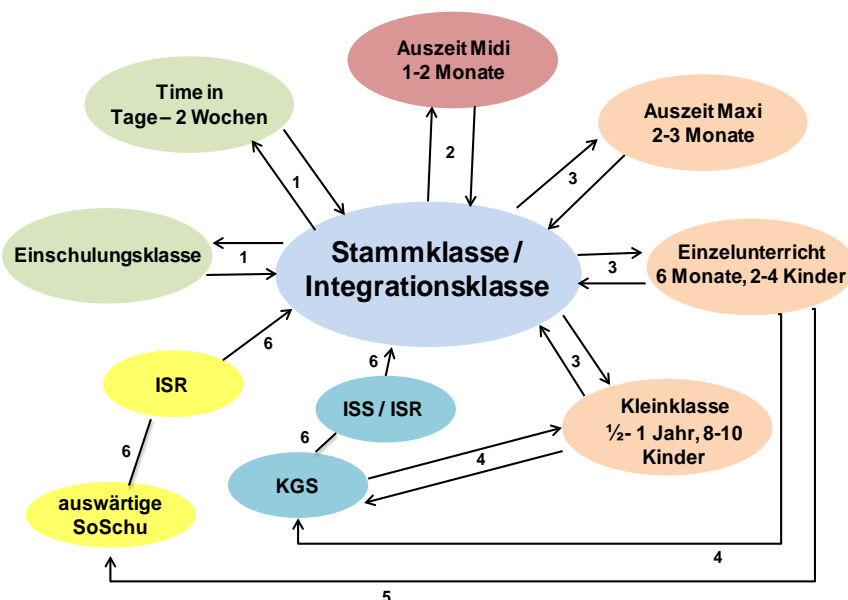 Auszeit Midi
1-2 Monate
Time in
Tage – 2 Wochen
Auszeit Maxi
2-3 Monate
2
1
3
Einschulungsklasse
1
Stammklasse /
Integrationsklasse
Einzelunterricht
6 Monate, 2-4 Kinder
3
6
6
3
ISR
ISS / ISR
Kleinklasse
½- 1 Jahr, 8-10
Kinder
6
6
4
KGS
auswärtige
SoSchu
4
5